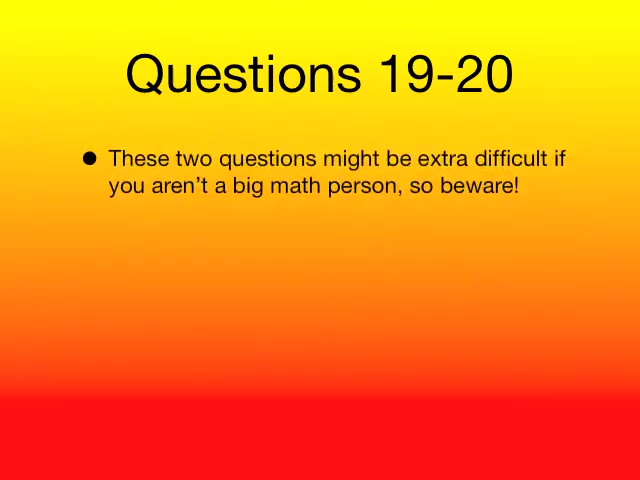 Questions 19-20
• These two questions might be extra difficult if
you aren’t a big math person, so beware!